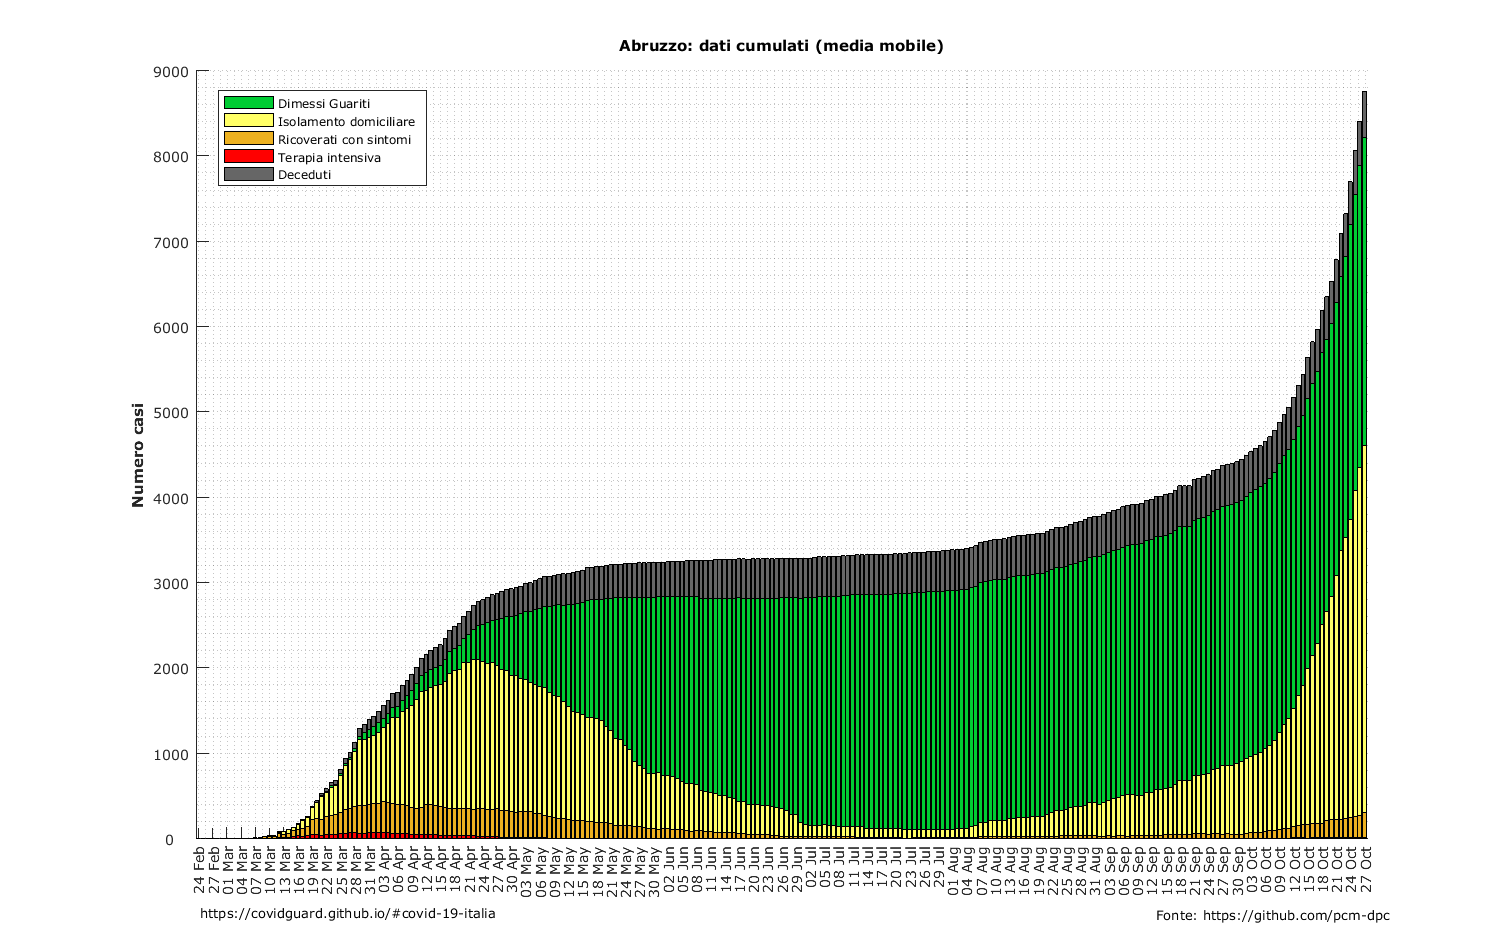 Abruzzo: dati cumulati (media mobile)
9000
8000
7000
6000
5000
4000
3000
2000
1000
0
Numero casi
Dimessi Guariti
Isolamento domiciliare
Ricoverati con sintomi
Terapia intensiva
Deceduti
24 Feb
27 Feb
01 Mar
04 Mar
07 Mar
10 Mar
13 Mar
16 Mar
19 Mar
22 Mar
25 Mar
28 Mar
31 Mar
03 Apr
06 Apr
09 Apr
12 Apr
15 Apr
18 Apr
21 Apr
24 Apr
27 Apr
30 Apr
03 May
06 May
09 May
12 May
15 May
18 May
21 May
24 May
27 May
30 May
02 Jun
05 Jun
08 Jun
11 Jun
14 Jun
17 Jun
20 Jun
23 Jun
26 Jun
29 Jun
02 Jul
05 Jul
08 Jul
11 Jul
14 Jul
17 Jul
20 Jul
23 Jul
26 Jul
29 Jul
01 Aug
04 Aug
07 Aug
10 Aug
13 Aug
16 Aug
19 Aug
22 Aug
25 Aug
28 Aug
31 Aug
03 Sep
06 Sep
09 Sep
12 Sep
15 Sep
18 Sep
21 Sep
24 Sep
27 Sep
30 Sep
03 Oct
06 Oct
09 Oct
12 Oct
15 Oct
18 Oct
21 Oct
24 Oct
27 Oct
https://covidguard.github.io/#covid-19-italia
Fonte: https://github.com/pcm-dpc